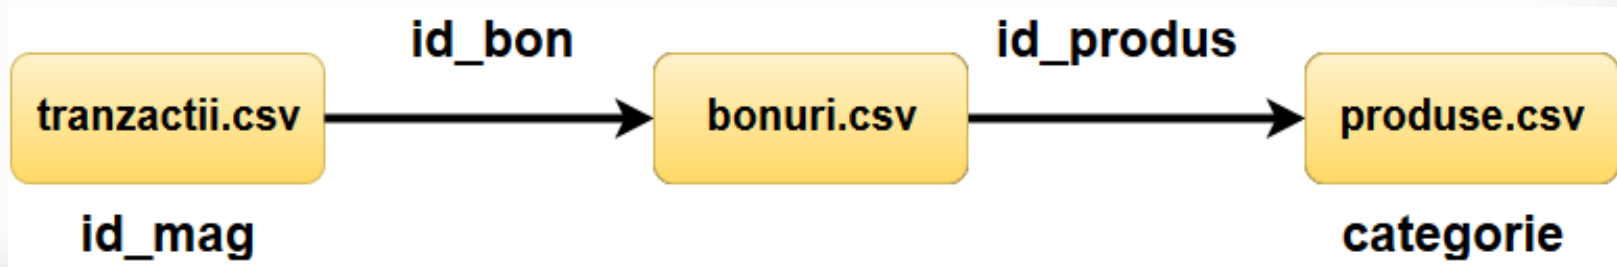 id_bon
id_produs
tranzactii.csv
bonuri.csv
produse.csv
id_mag
categorie